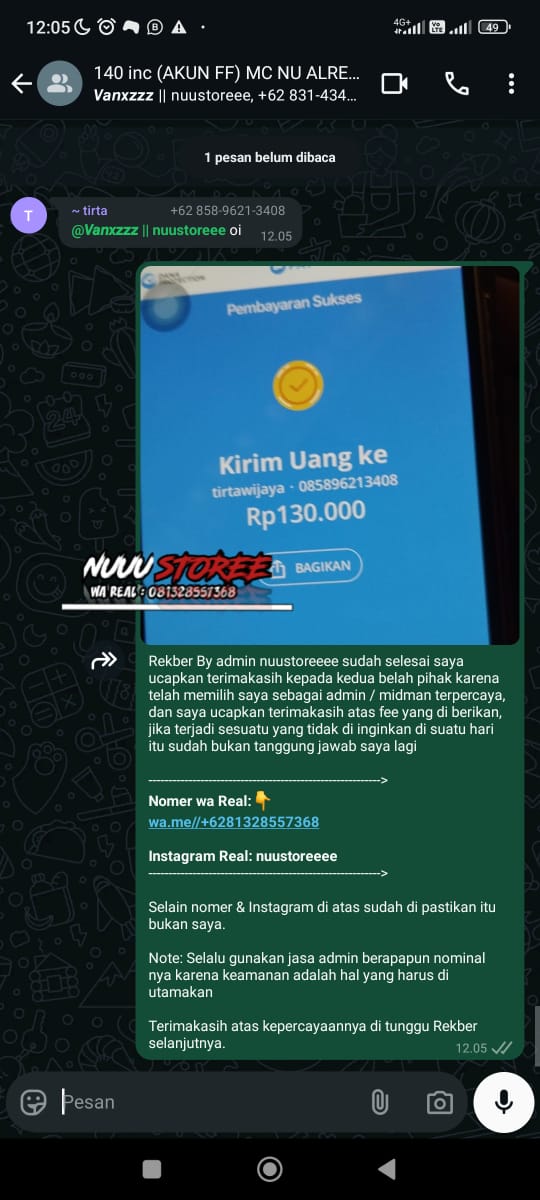 12:05
4G+
Vo LTE
49
140 inc (AKUN FF) MC NU ALRE...
Vanxzzz || nuustoreee, +62 831-434...
1 pesan belum dibaca
T
~ tirta +62 858-9621-3408
@Vanxzzz || nuustoreee oi 12.05
Pembayaran Sukses
Kirim Uang ke
tirtawijaya · 085896213408
Rp130.000
BAGIKAN
NUUU STOREE
WA REAL : 081328557368
Rekber By admin nuustoreeee sudah selesai saya
ucapkan terimakasih kepada kedua belah pihak karena
telah memilih saya sebagai admin / midman terpercaya,
dan saya ucapkan terimakasih atas fee yang di berikan,
jika terjadi sesuatu yang tidak di inginkan di suatu hari
itu sudah bukan tanggung jawab saya lagi
---------------------------------------------------------->
Nomer wa Real:👇
wa.me//+6281328557368
Instagram Real: nuustoreeee
---------------------------------------------------------->
Selain nomer & Instagram di atas sudah di pastikan itu
bukan saya.
Note: Selalu gunakan jasa admin berapapun nominal
nya karena keamanan adalah hal yang harus di
utamakan
Terimakasih atas kepercayaannya di tunggu Rekber
selanjutnya. 12.05
Pesan